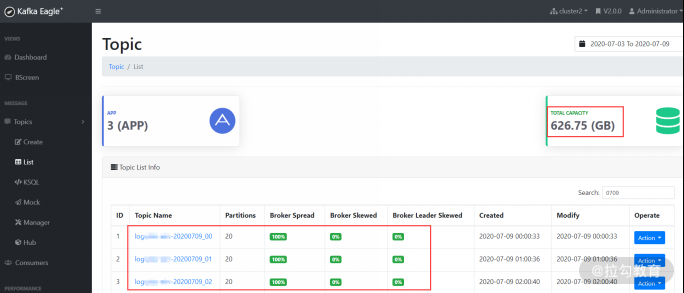 Kafka Eagle+
cluster2
V2.0.0
Administrator
VIEWS
Dashboard
BScreen
MESSAGE
Topics
Create
List
KSQL
Mock
Manager
Hub
Consumers
PERFORMANCE
Topic
2020-07-03 To 2020-07-09
Topic / List
APP
3 (APP)
TOTAL CAPACITY
626.75 (GB)
Topic List Info
Search: 0709
ID Topic Name Partitions Broker Spread Broker Skewed Broker Leader Skewed Created Modify Operate
1 log -20200709_00 20 100% 0% 0% 2020-07-09 00:00:33 2020-07-09 00:00:33 Action
2 log -20200709_01 20 100% 0% 0% 2020-07-09 01:00:36 2020-07-09 01:00:36 Action
3 log -20200709_02 20 100% 0% 0% 2020-07-09 02:00:40 2020-07-09 02:00:40 Action
@拉勾教育